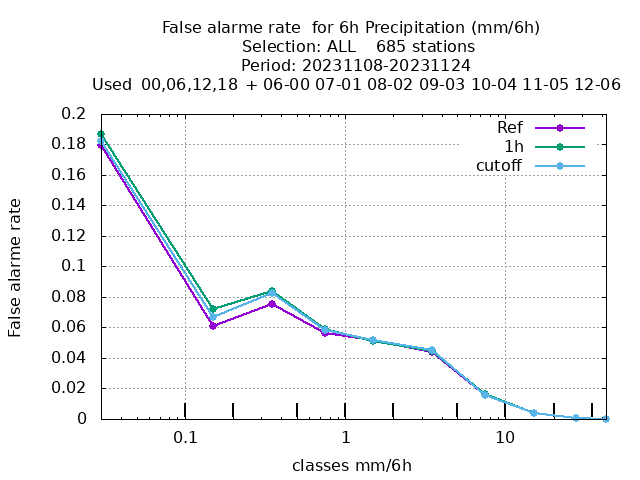 False alarme rate  for 6h Precipitation (mm/6h)
Selection: ALL    685 stations
Period: 20231108-20231124
Used  00,06,12,18  + 06-00 07-01 08-02 09-03 10-04 11-05 12-06
0.2
0.18
0.16
0.14
0.12
0.1
0.08
0.06
0.04
0.02
0
False alarme rate
Ref
1h
cutoff
0.1 1 10
classes mm/6h